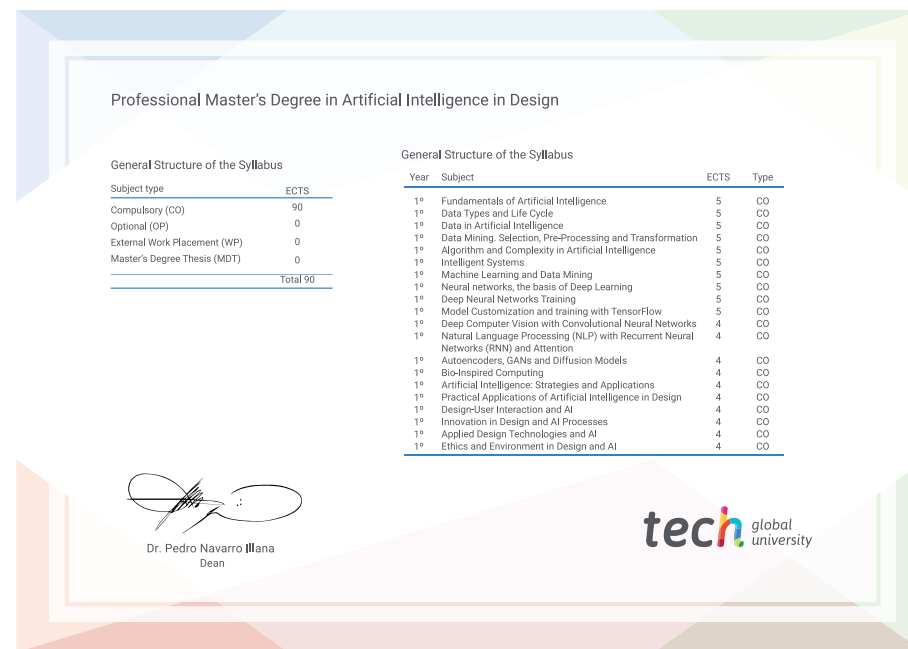 Professional Master's Degree in Artificial Intelligence in Design
General Structure of the Syllabus
Subject type ECTS
Compulsory (CO) 90
Optional (OP) 0
External Work Placement (WP) 0
Master's Degree Thesis (MDT) 0
Total 90
General Structure of the Syllabus
Year Subject ECTS Type
1º Fundamentals of Artificial Intelligence 5 CO
1º Data Types and Life Cycle 5 CO
1º Data in Artificial Intelligence 5 CO
1º Data Mining. Selection, Pre-Processing and Transformation 5 CO
1º Algorithm and Complexity in Artificial Intelligence 5 CO
1º Intelligent Systems 5 CO
1º Machine Learning and Data Mining 5 CO
1º Neural networks, the basis of Deep Learning 5 CO
1º Deep Neural Networks Training 5 CO
1º Model Customization and training with TensorFlow 5 CO
1º Deep Computer Vision with Convolutional Neural Networks 4 CO
1º Natural Language Processing (NLP) with Recurrent Neural 4 CO
Networks (RNN) and Attention
1º Autoencoders, GANs and Diffusion Models 4 CO
1º Bio-Inspired Computing 4 CO
1º Artificial Intelligence: Strategies and Applications 4 CO
1º Practical Applications of Artificial Intelligence in Design 4 CO
1º Design-User Interaction and AI 4 CO
1º Innovation in Design and AI Processes 4 CO
1º Applied Design Technologies and AI 4 CO
1º Ethics and Environment in Design and AI 4 CO
Dr. Pedro Navarro Illana
Dean
tech global
university